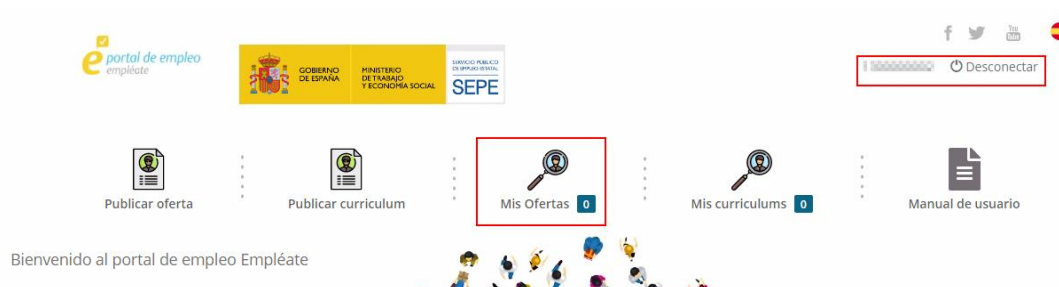 You
Tube
portal de empleo
empléate
GOBIERNO
DE ESPAÑA
MINISTERIO
DE TRABAJO
Y ECONOMÍA SOCIAL
SERVICIO PÚBLICO
DE EMPLEO ESTATAL
SEPE
Desconectar
Publicar oferta
Publicar curriculum
Mis Ofertas 0
Mis curriculums 0
Manual de usuario
Bienvenido al portal de empleo Empléate